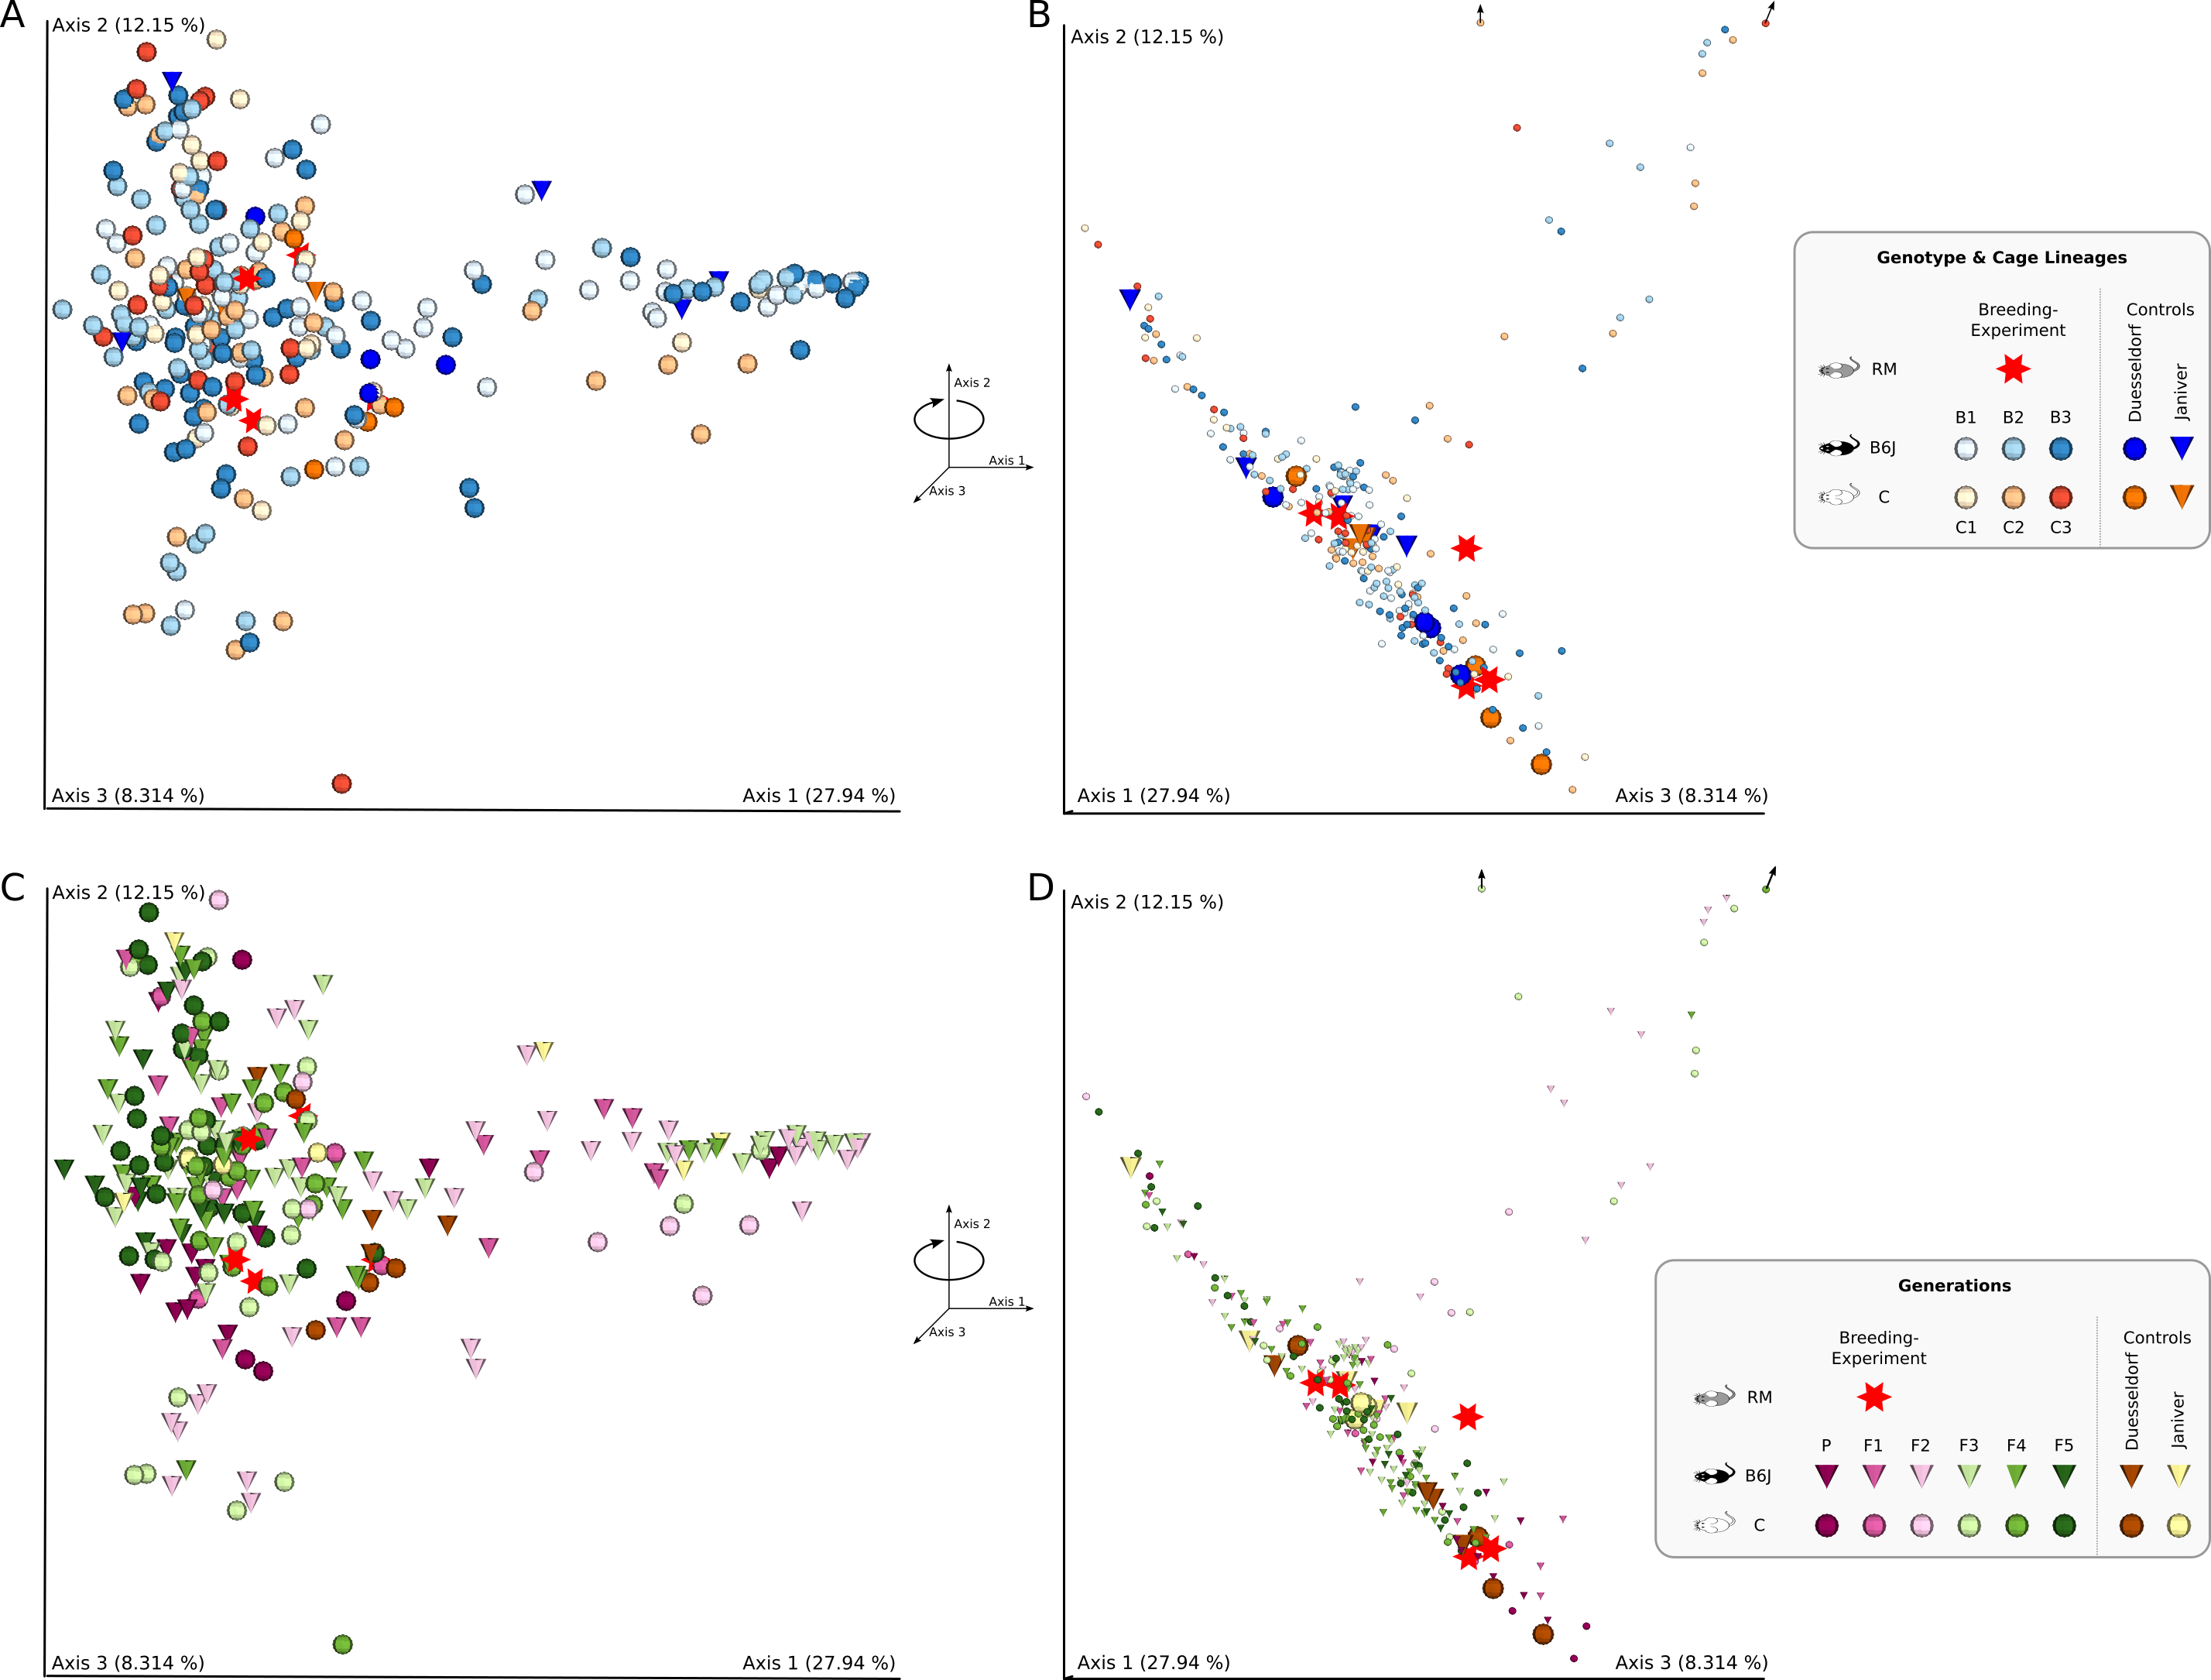 A
Axis 2 (12.15 %)
Axis 3 (8.314 %)
Axis 1 (27.94 %)
Axis 2
Axis 1
Axis 3
B
Axis 2 (12.15 %)
Axis 1 (27.94 %)
Axis 3 (8.314 %)
Genotype & Cage Lineages
Breeding-
Experiment
Controls
Duesseldorf
Janiver
RM
B1 B2 B3
B6J
C
C1 C2 C3
C
Axis 2 (12.15 %)
Axis 3 (8.314 %)
Axis 1 (27.94 %)
Axis 2
Axis 1
Axis 3
D
Axis 2 (12.15 %)
Axis 1 (27.94 %)
Axis 3 (8.314 %)
Generations
Breeding-
Experiment
Controls
Duesseldorf
Janiver
RM
P F1 F2 F3 F4 F5
B6J
C